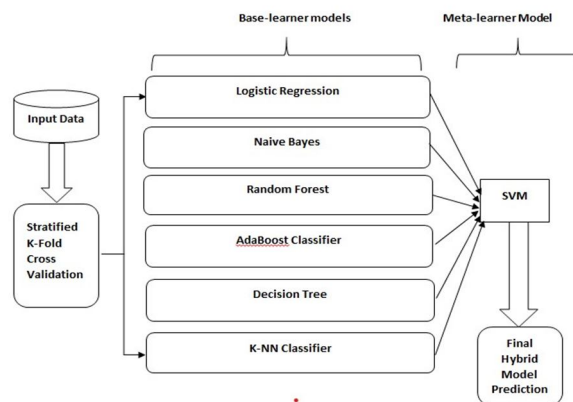 Base-learner models
Meta-learner Model
Input Data
Stratified
K-Fold
Cross
Validation
Logistic Regression
Naive Bayes
Random Forest
AdaBoost Classifier
Decision Tree
K-NN Classifier
SVM
Final
Hybrid
Model
Prediction